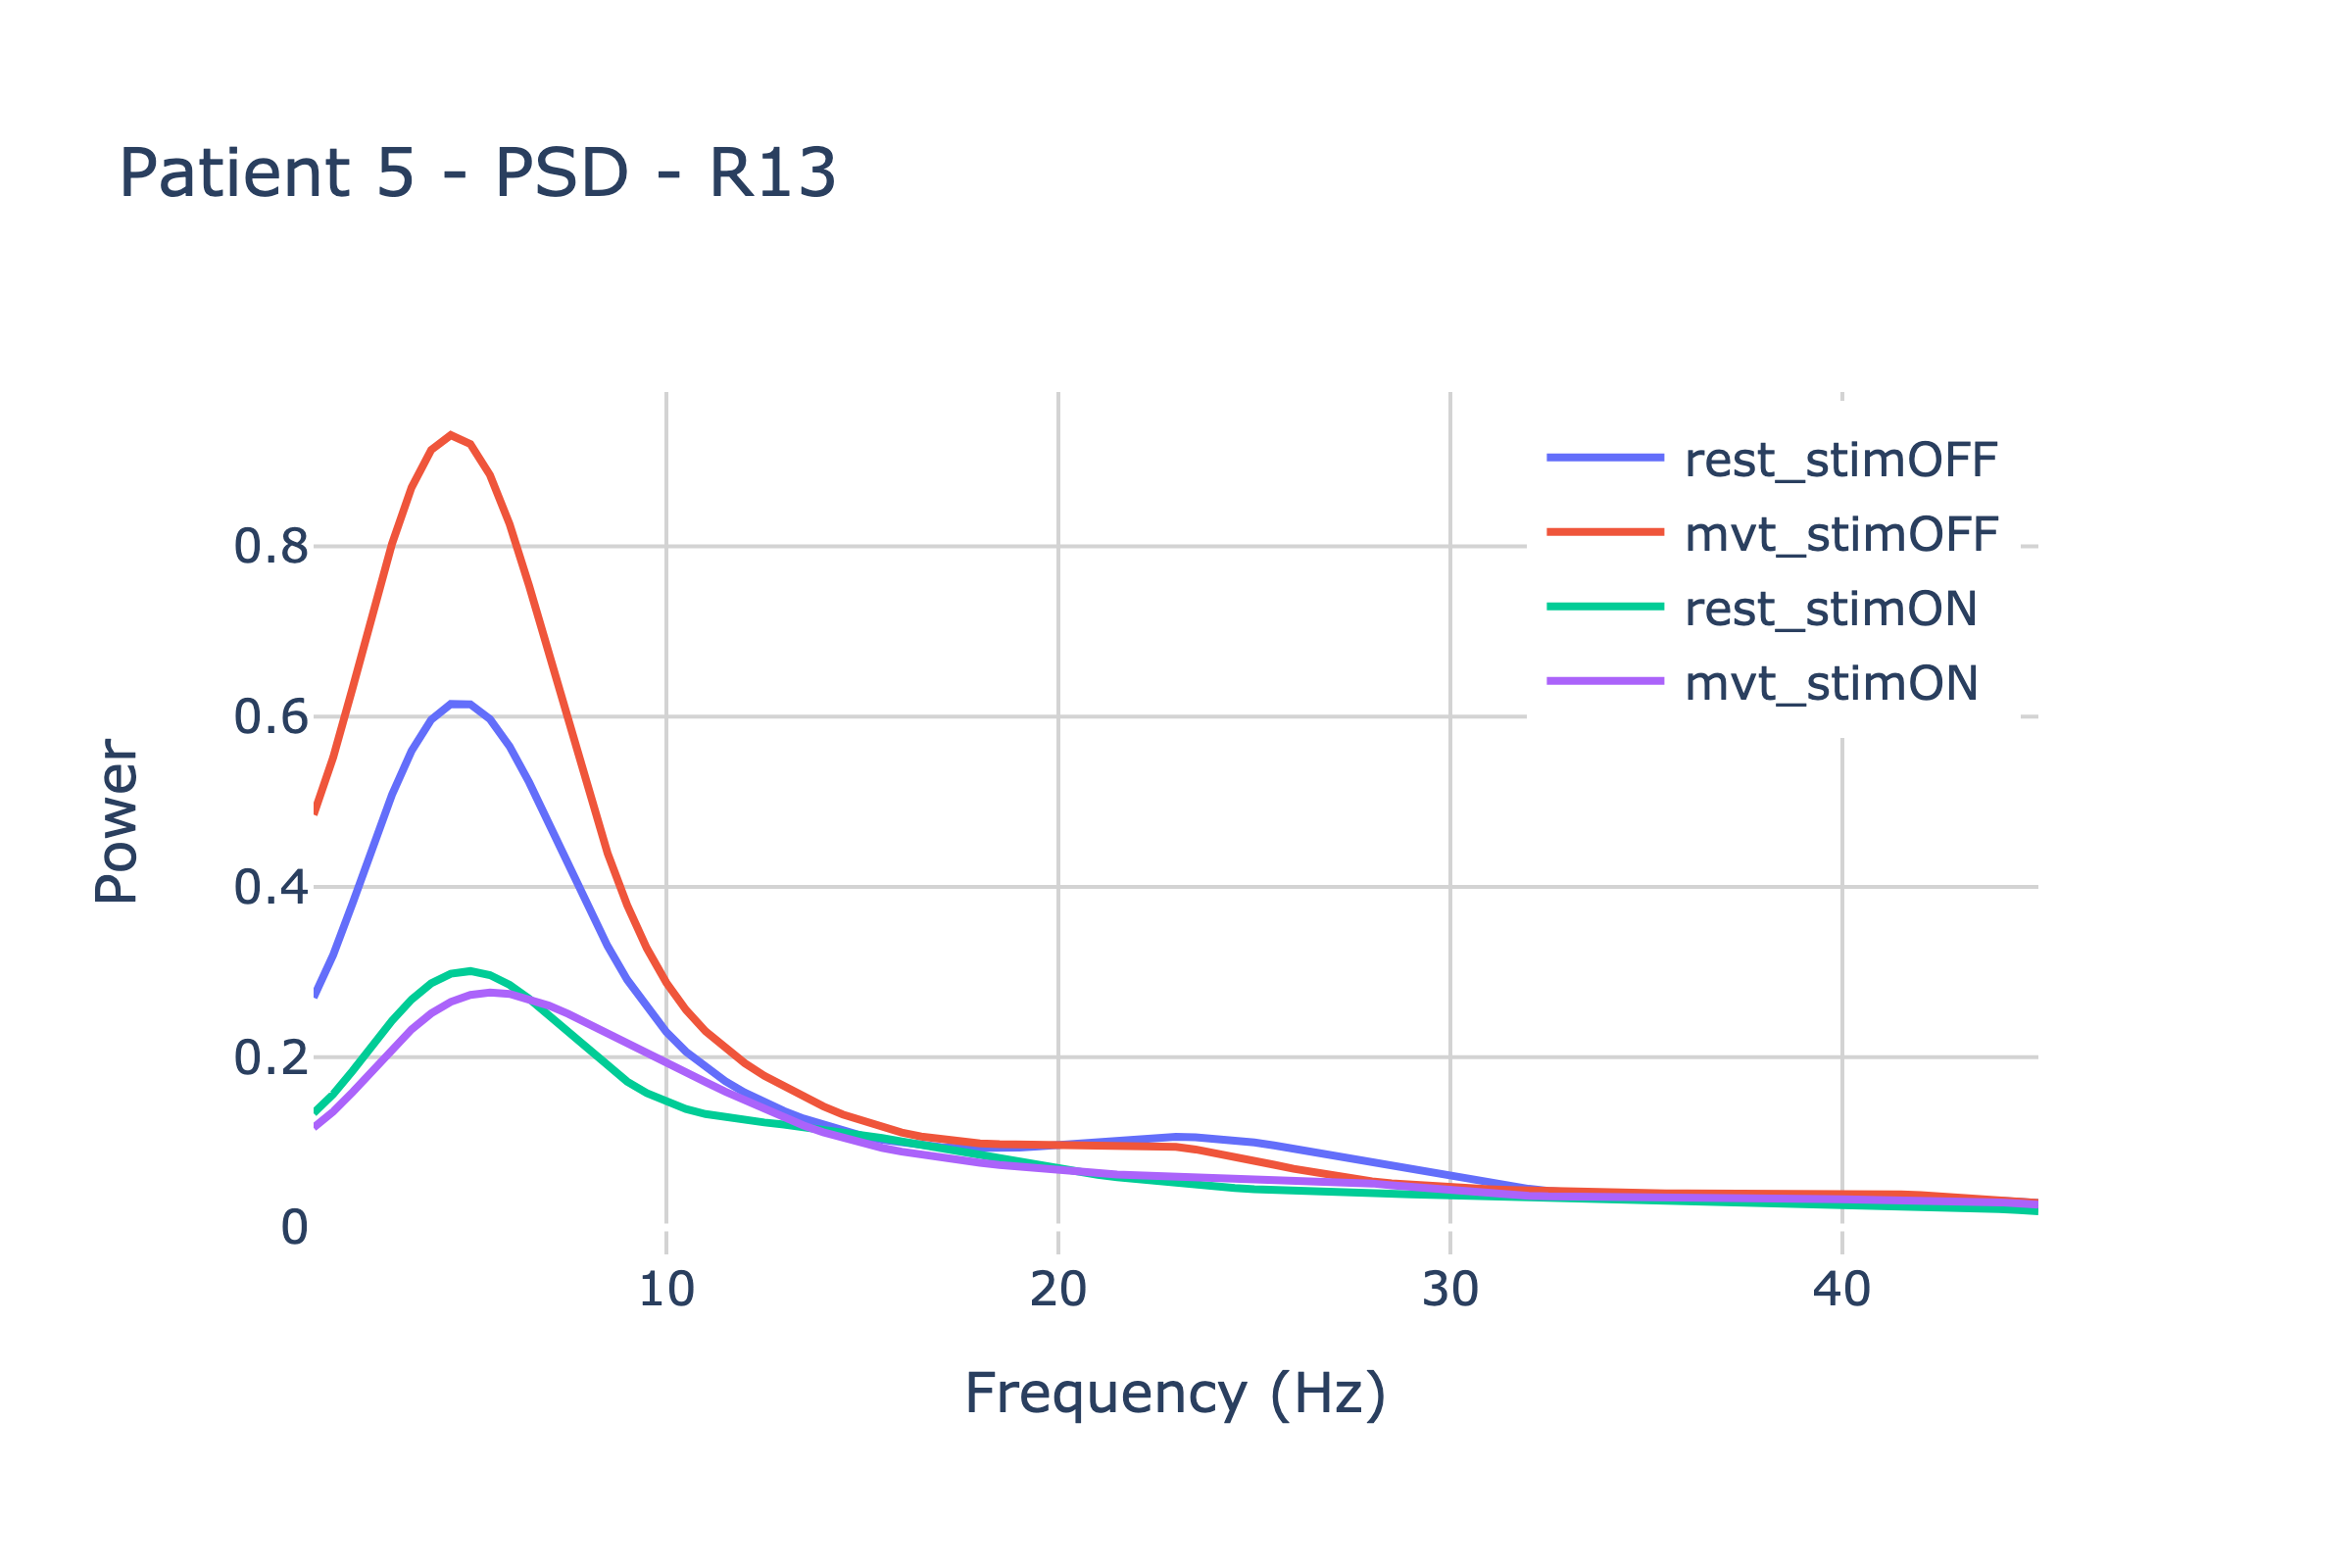 Patient 5 - PSD - R13
rest_stimOFF
mvt_stimOFF
rest_stimON
mvt_stimON
Power
0.8
0.6
0.4
0.2
0
10 20 30 40
Frequency (Hz)